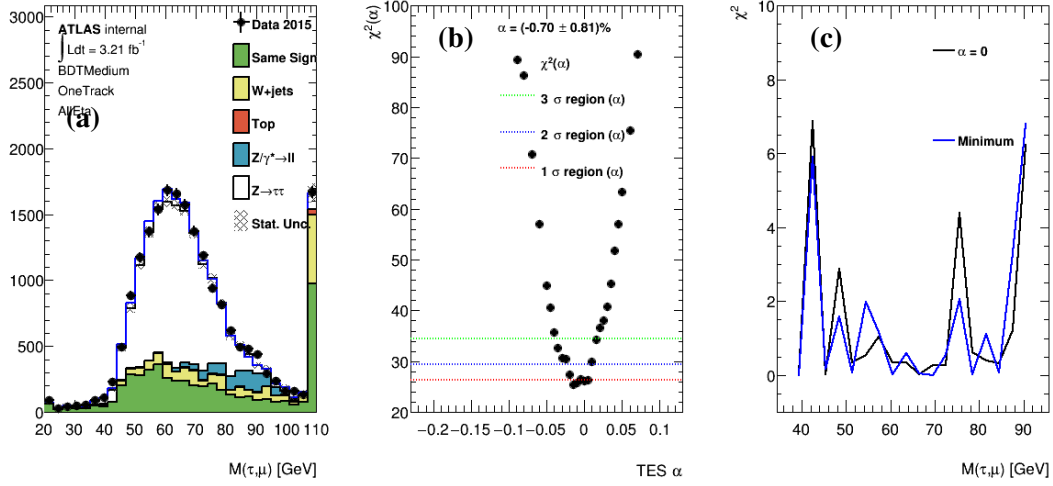 3000
2500
2000
1500
1000
500
0
20 30 40 50 60 70 80 90 100 110
M(τ,μ) [GeV]
ATLAS internal
∫Ldt = 3.21 fb⁻¹
BDTMedium
OneTrack
AllEta
(a)
Data 2015
Same Sign
W+jets
Top
Z/γ*→ll
Z→ττ
Stat. Unc.
χ²(α)
100
90
80
70
60
50
40
30
20
−0.2−0.15−0.1−0.05 0 0.05 0.1
TES α
(b)
α = (-0.70 ± 0.81)%
χ²(α)
3 σ region (α)
2 σ region (α)
1 σ region (α)
χ²
10
8
6
4
2
0
40 50 60 70 80 90
M(τ,μ) [GeV]
(c)
α = 0
Minimum